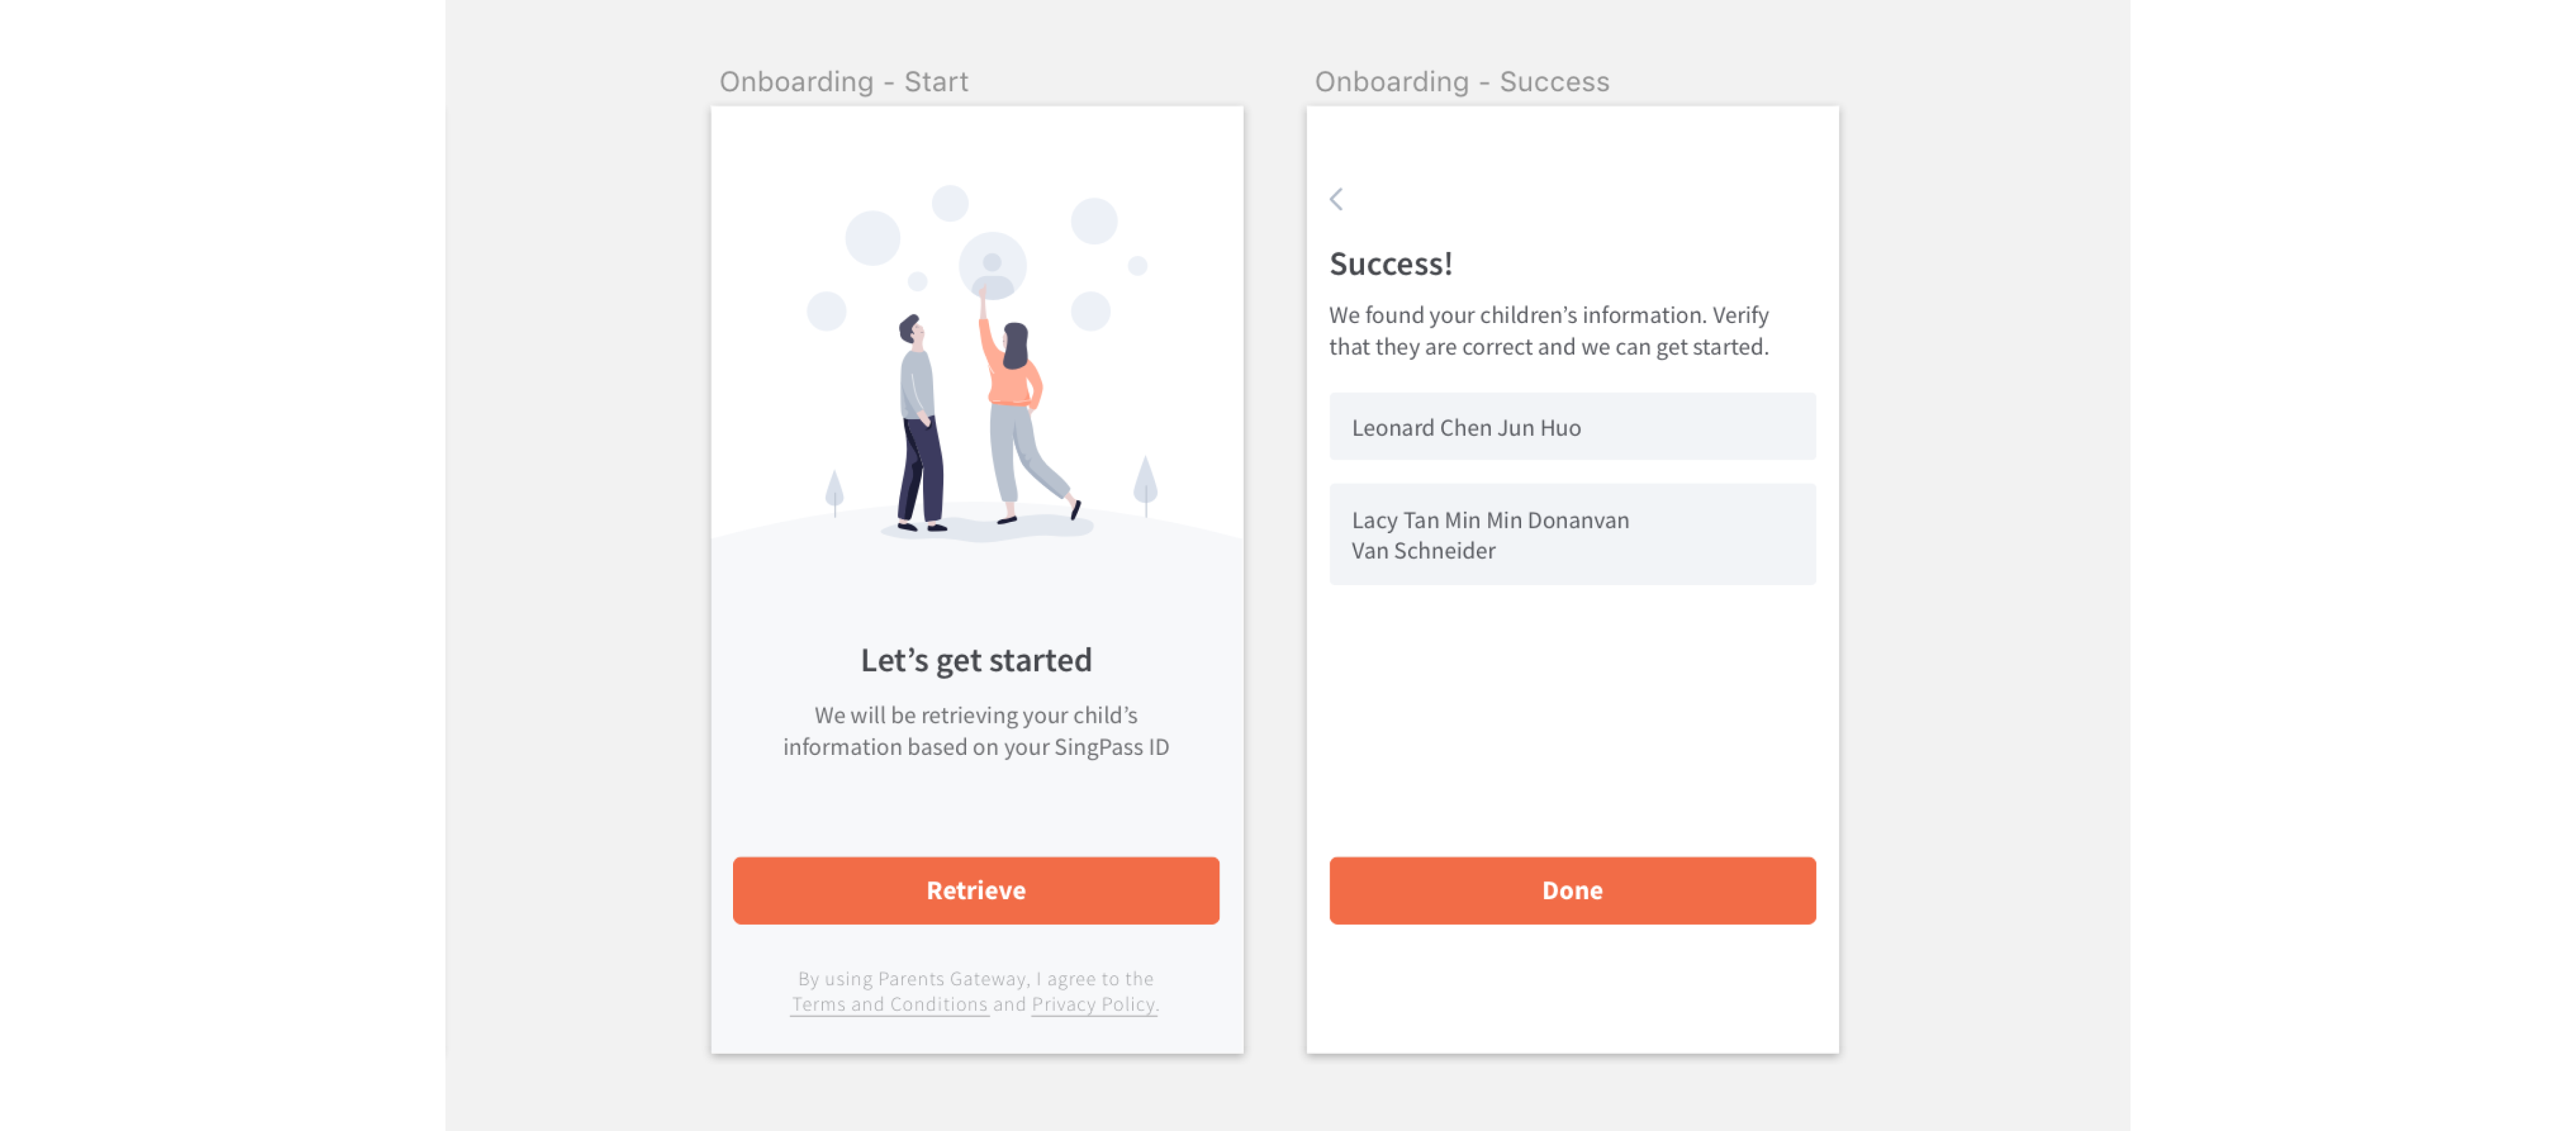 Onboarding - Start
Let’s get started
We will be retrieving your child’s
information based on your SingPass ID
Retrieve
By using Parents Gateway, I agree to the
Terms and Conditions and Privacy Policy.
Onboarding - Success
Success!
We found your children’s information. Verify
that they are correct and we can get started.
Leonard Chen Jun Huo
Lacy Tan Min Min Donanvan
Van Schneider
Done